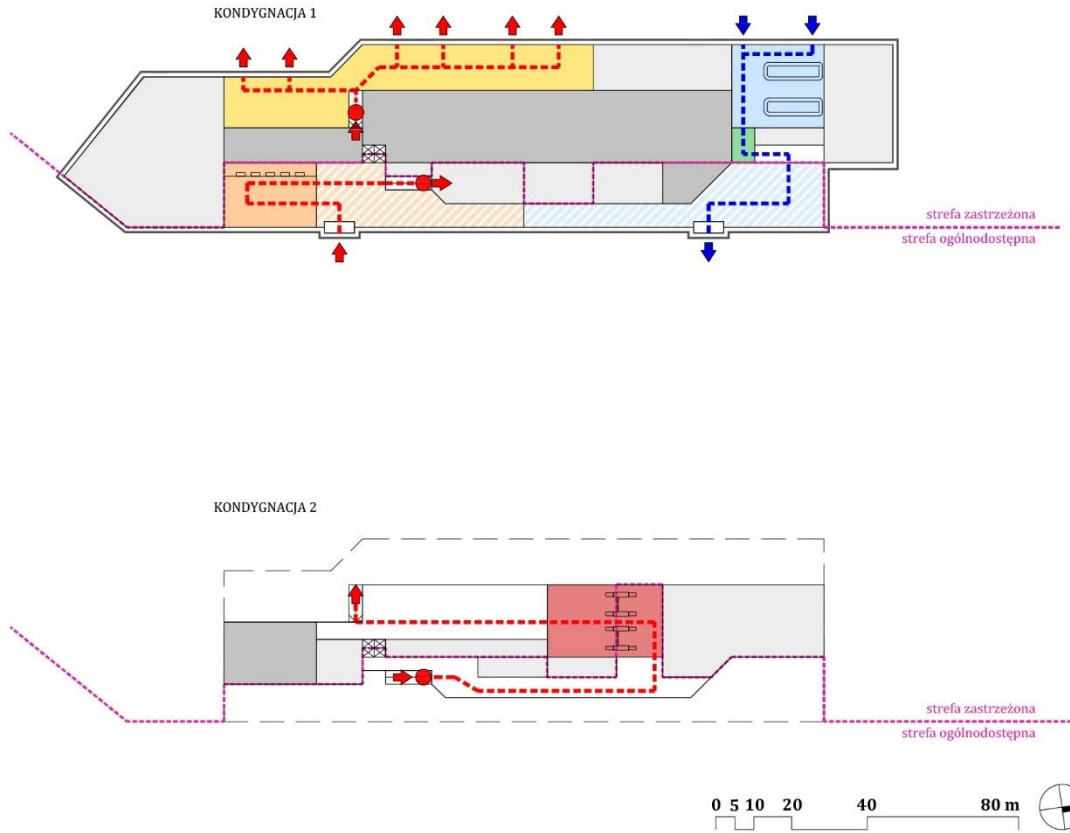 KONDYGNACJA 1
strefa zastrzeżona
strefa ogólnodostępna
KONDYGNACJA 2
strefa zastrzeżona
strefa ogólnodostępna
0 5 10 20 40 80 m